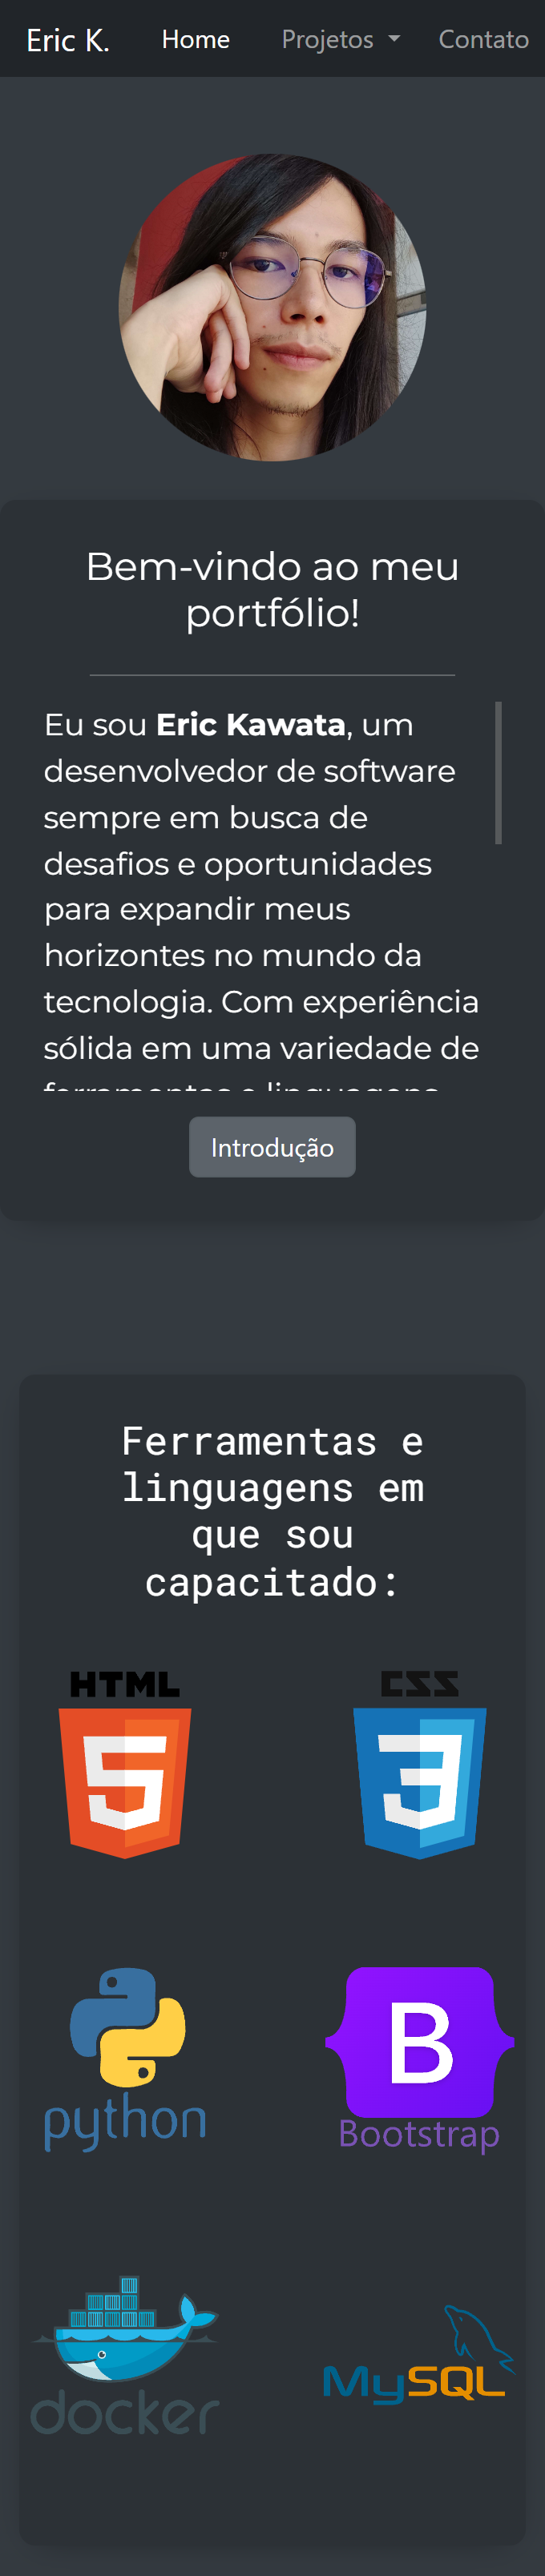 Eric K. Home Projetos Contato
Bem-vindo ao meu
portfólio!
Eu sou Eric Kawata, um
desenvolvedor de software
sempre em busca de
desafios e oportunidades
para expandir meus
horizontes no mundo da
tecnologia. Com experiência
sólida em uma variedade de
ferramentas e linguagens
Introdução
Ferramentas e
linguagens em
que sou
capacitado:
HTML
5
CSS
3
python
B
Bootstrap
docker
MySQL